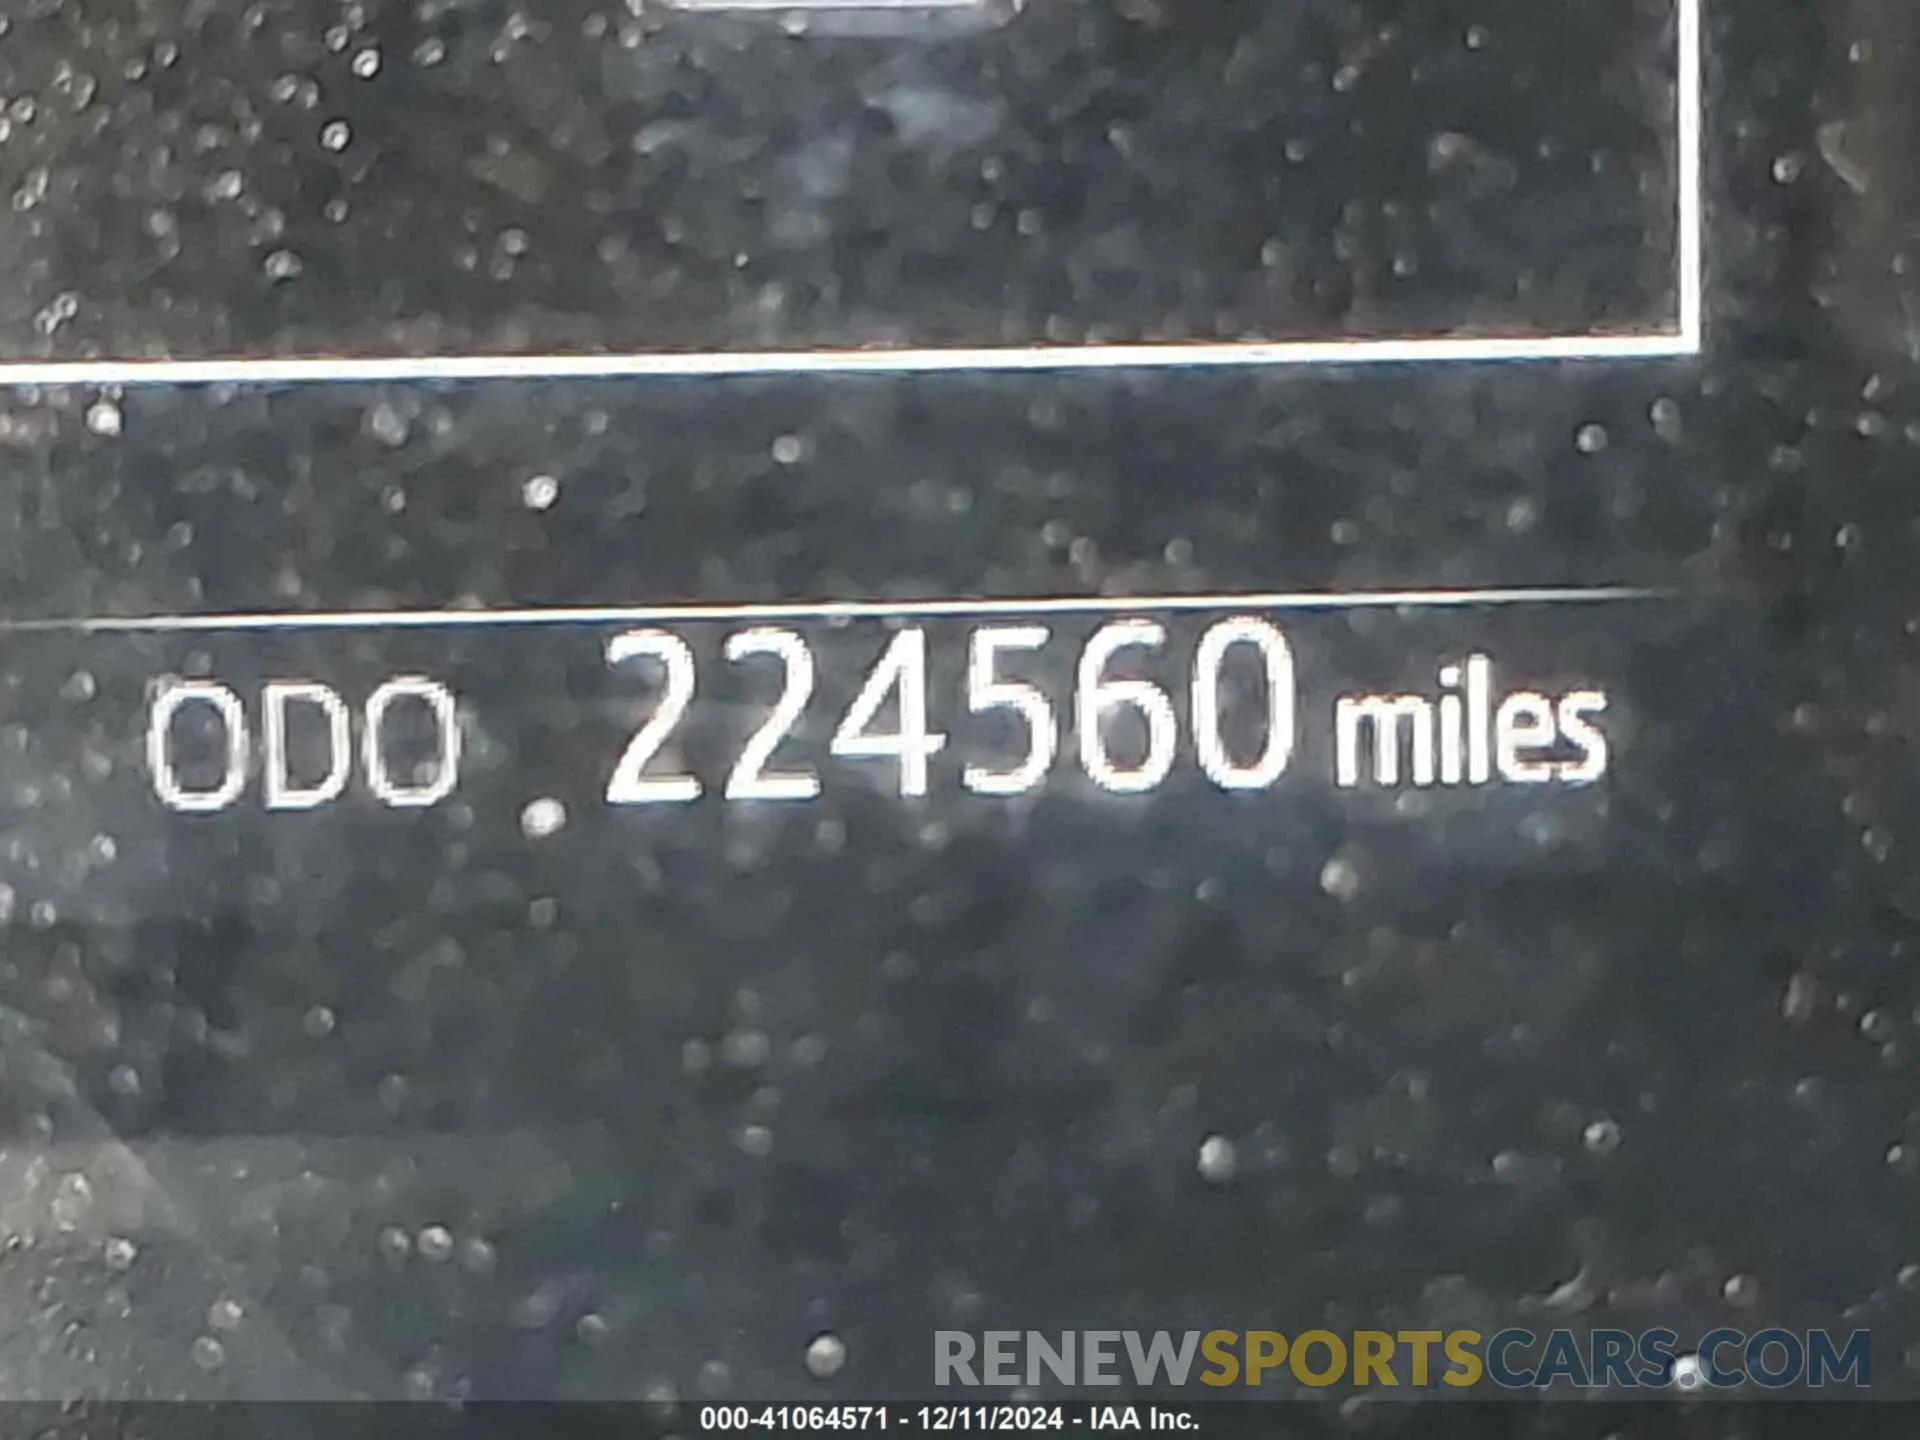 ODO 224560 miles
RENEWSPORTSCARS.COM
000-41064571 - 12/11/2024 - IAA Inc.